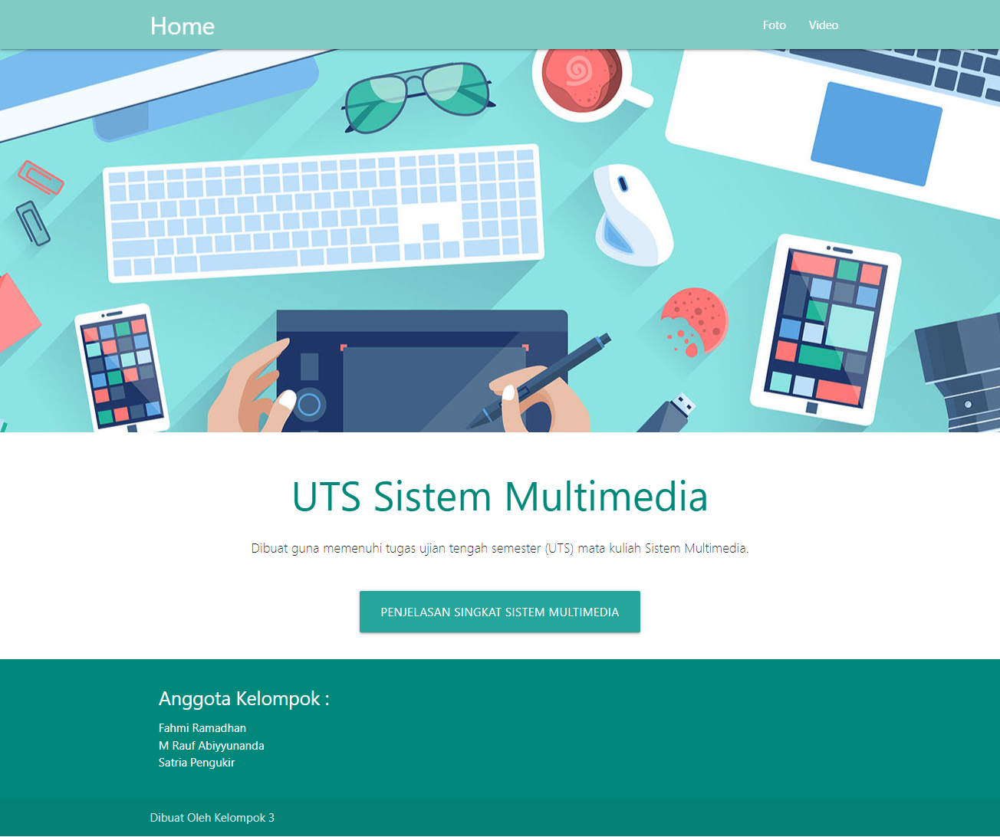 Home
Foto
Video
UTS Sistem Multimedia
Dibuat guna memenuhi tugas ujian tengah semester (UTS) mata kuliah Sistem Multimedia.
PENJELASAN SINGKAT SISTEM MULTIMEDIA
Anggota Kelompok :
Fahmi Ramadhan
M Rauf Abiyyunanda
Satria Pengukir
Dibuat Oleh Kelompok 3